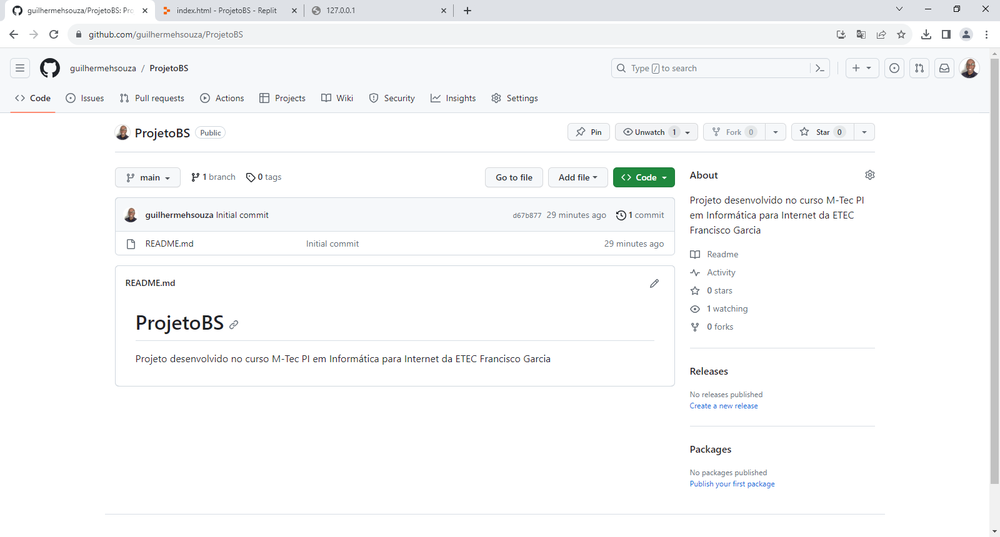 guilhermehsouza/ProjetoBS: Pro
index.html - ProjetoBS - Replit
127.0.0.1
github.com/guilhermehsouza/ProjetoBS
guilhermehsouza / ProjetoBS
Type / to search
Code
Issues
Pull requests
Actions
Projects
Wiki
Security
Insights
Settings
ProjetoBS Public
Pin
Unwatch 1
Fork 0
Star 0
main
1 branch
0 tags
Go to file
Add file
Code
guilhermehsouza Initial commit
d67b877 29 minutes ago
1 commit
README.md
Initial commit
29 minutes ago
README.md
ProjetoBS
Projeto desenvolvido no curso M-Tec PI em Informática para Internet da ETEC Francisco Garcia
About
Projeto desenvolvido no curso M-Tec PI
em Informática para Internet da ETEC
Francisco Garcia
Readme
Activity
0 stars
1 watching
0 forks
Releases
No releases published
Create a new release
Packages
No packages published
Publish your first package